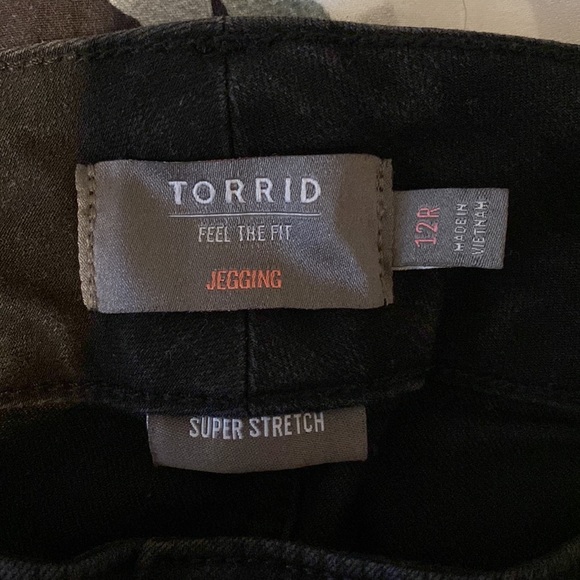 TORRID
FEEL THE FIT
JEGGING
12R
MADE IN
VIETNAM
SUPER STRETCH